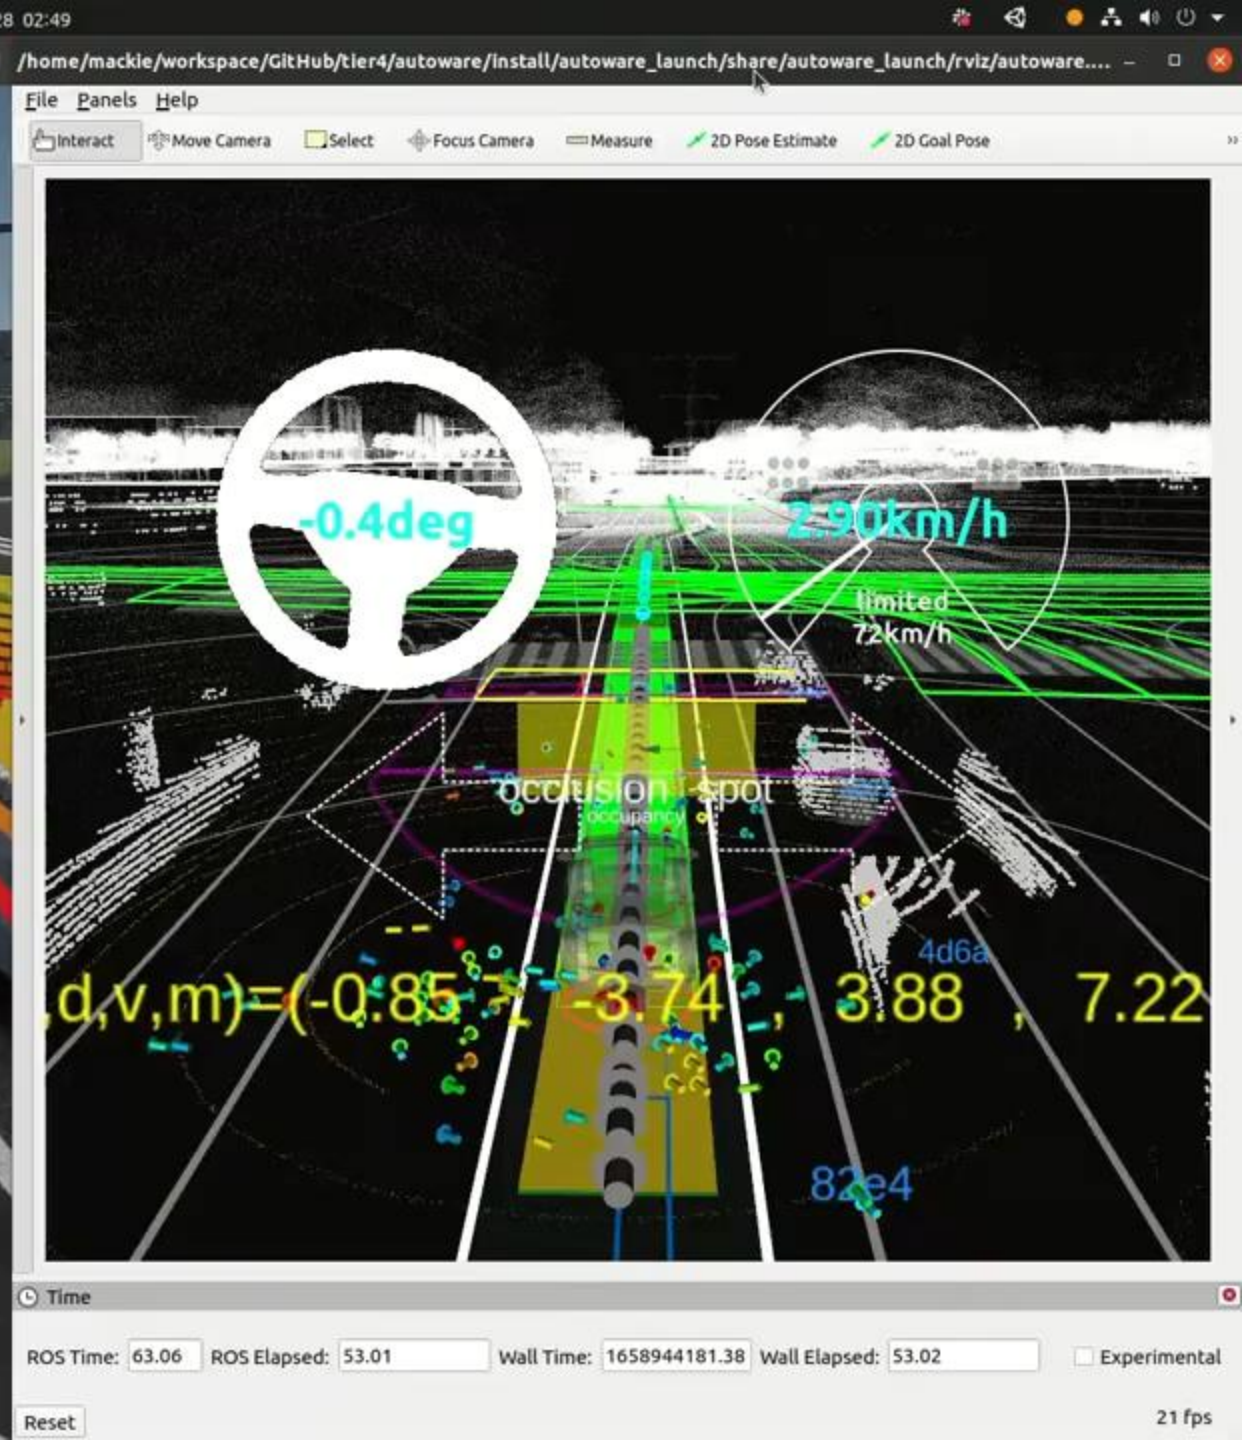 28 02:49
/home/mackie/workspace/GitHub/tier4/autoware/install/autoware_launch/share/autoware_launch/rviz/autoware....
File Panels Help
Interact Move Camera Select Focus Camera Measure 2D Pose Estimate 2D Goal Pose »
-0.4deg 2.90km/h
limited
72km/h
occlusion spot
occupancy
4d6a
,d,v,m)=(-0.85 , -3.74 , 3.88 , 7.22
82e4
Time
ROS Time: 63.06 ROS Elapsed: 53.01 Wall Time: 1658944181.38 Wall Elapsed: 53.02 Experimental
Reset 21 fps